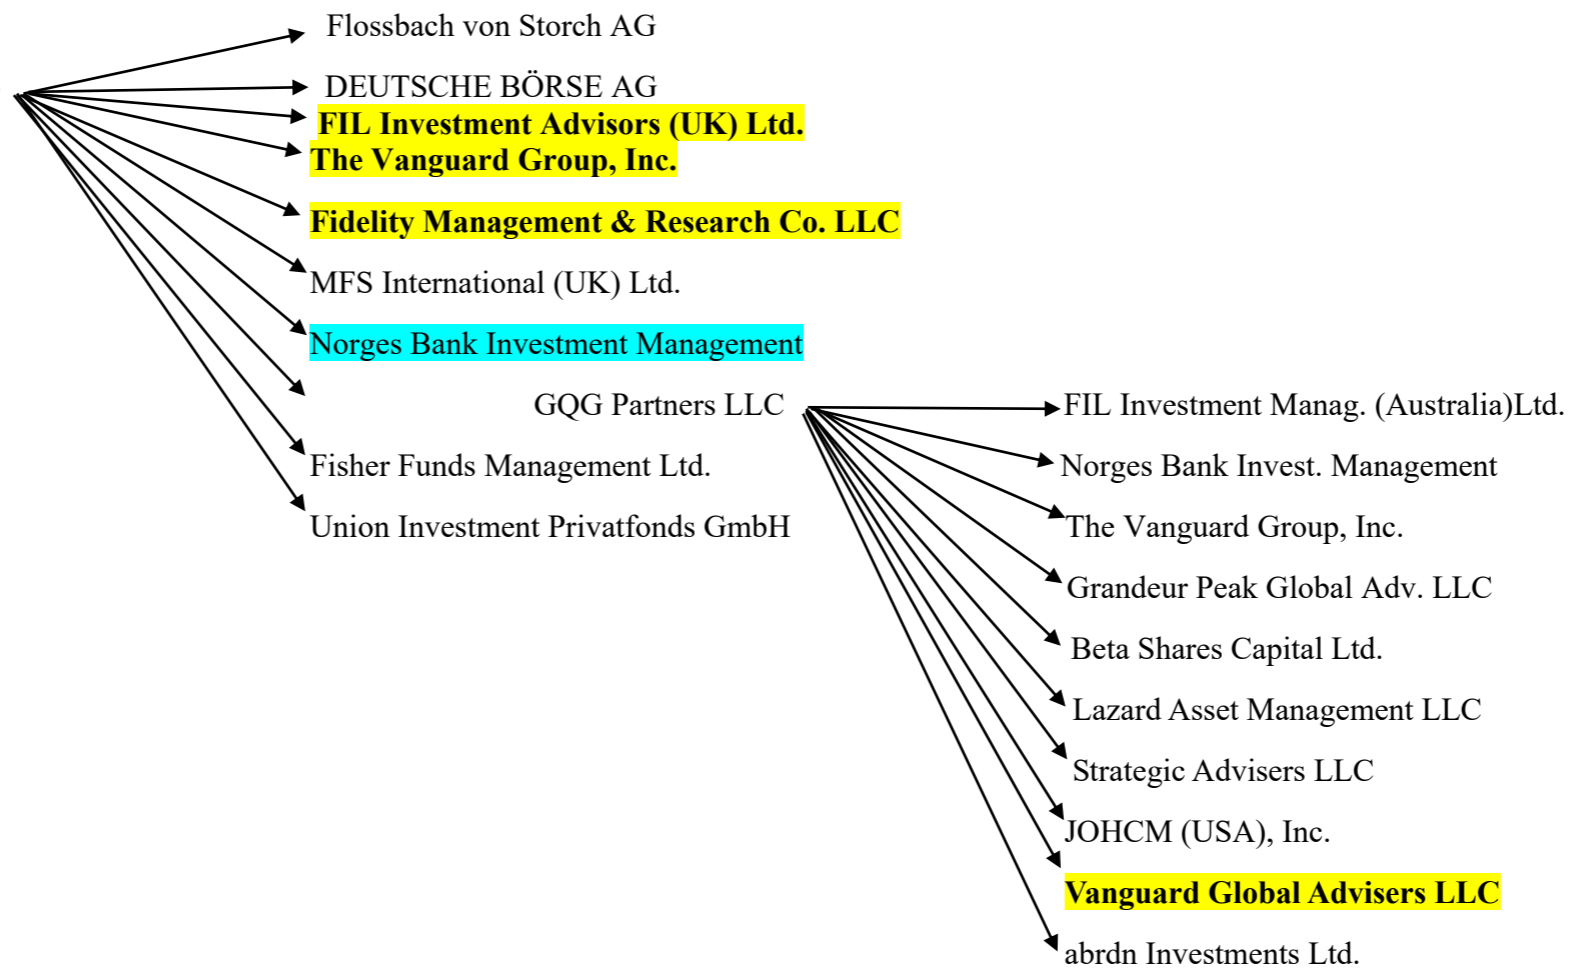 Flossbach von Storch AG
DEUTSCHE BÖRSE AG
FIL Investment Advisors (UK) Ltd.
The Vanguard Group, Inc.
Fidelity Management & Research Co. LLC
MFS International (UK) Ltd.
Norges Bank Investment Management
GQG Partners LLC
Fisher Funds Management Ltd.
Union Investment Privatfonds GmbH
FIL Investment Manag. (Australia)Ltd.
Norges Bank Invest. Management
The Vanguard Group, Inc.
Grandeur Peak Global Adv. LLC
Beta Shares Capital Ltd.
Lazard Asset Management LLC
Strategic Advisers LLC
JOHCM (USA), Inc.
Vanguard Global Advisers LLC
abrdn Investments Ltd.